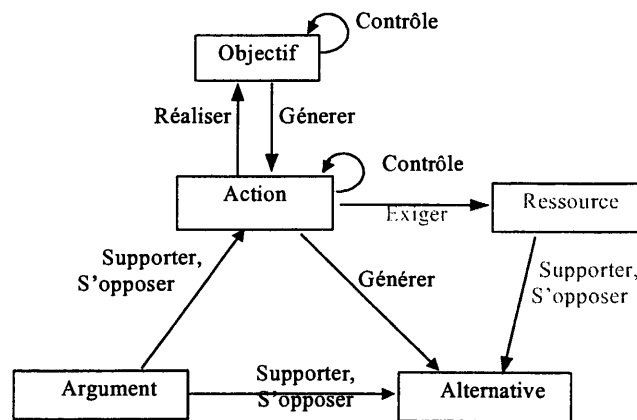 Contrôle
Objectif
Réaliser
Génerer
Contrôle
Action
Exiger
Ressource
Supporter,
S'opposer
Générer
Supporter,
S'opposer
Argument
Supporter,
S'opposer
Alternative